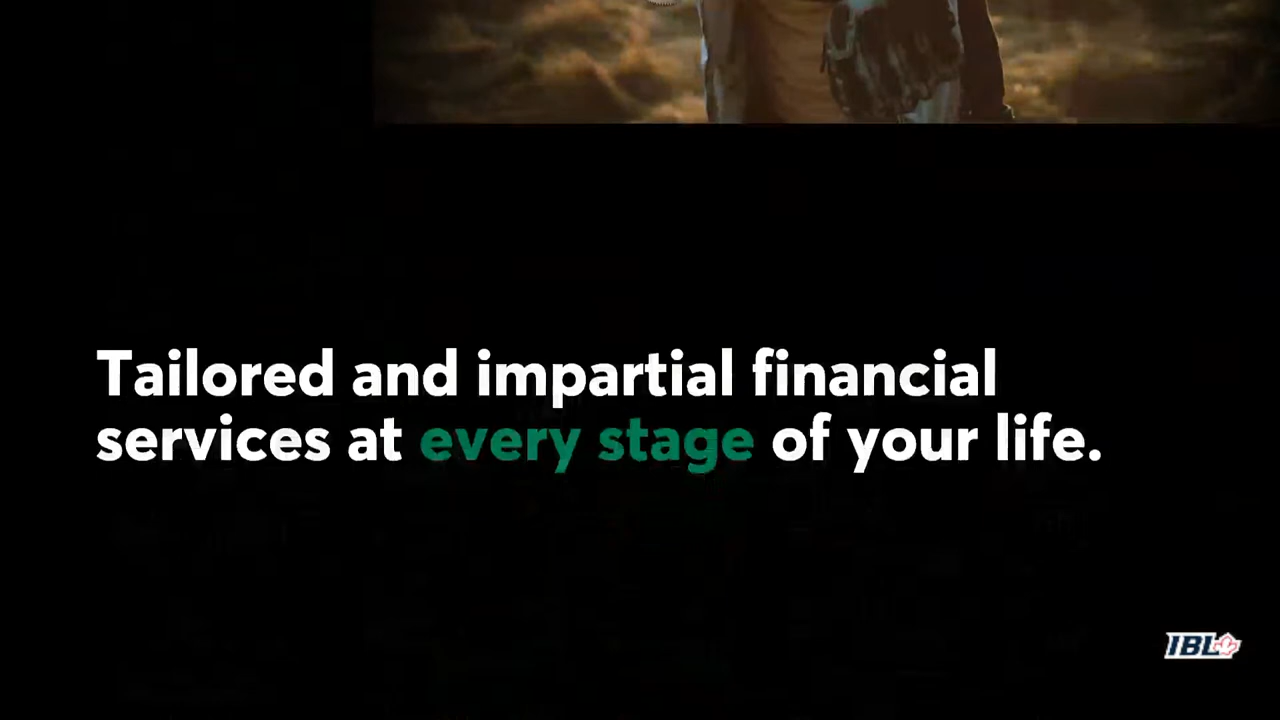 Tailored and impartial financial
services at every stage of your life.
IBL